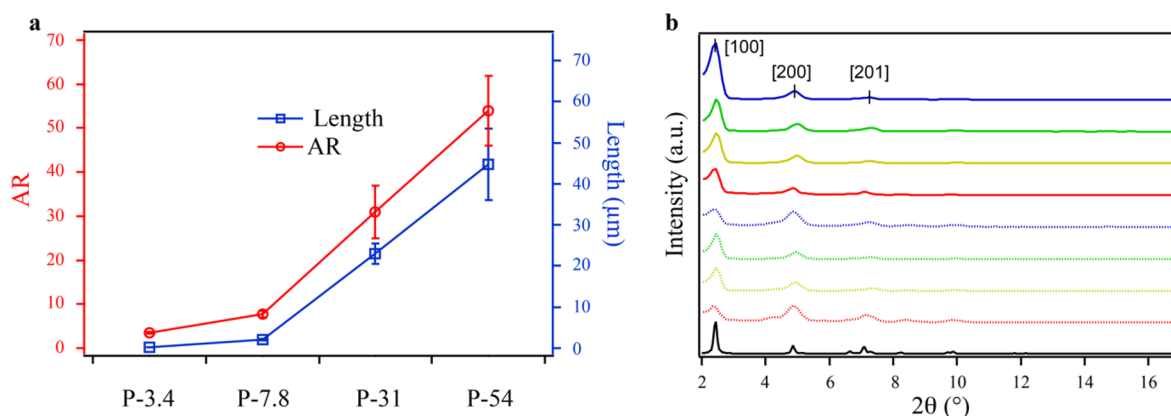 a
70
60
50
40
30
20
10
0
AR
Length
AR
70
60
50
40
30
20
10
0
Length (μm)
P-3.4 P-7.8 P-31 P-54
b
[100]
[200]
[201]
Intensity (a.u.)
2 4 6 8 10 12 14 16
2θ (°)